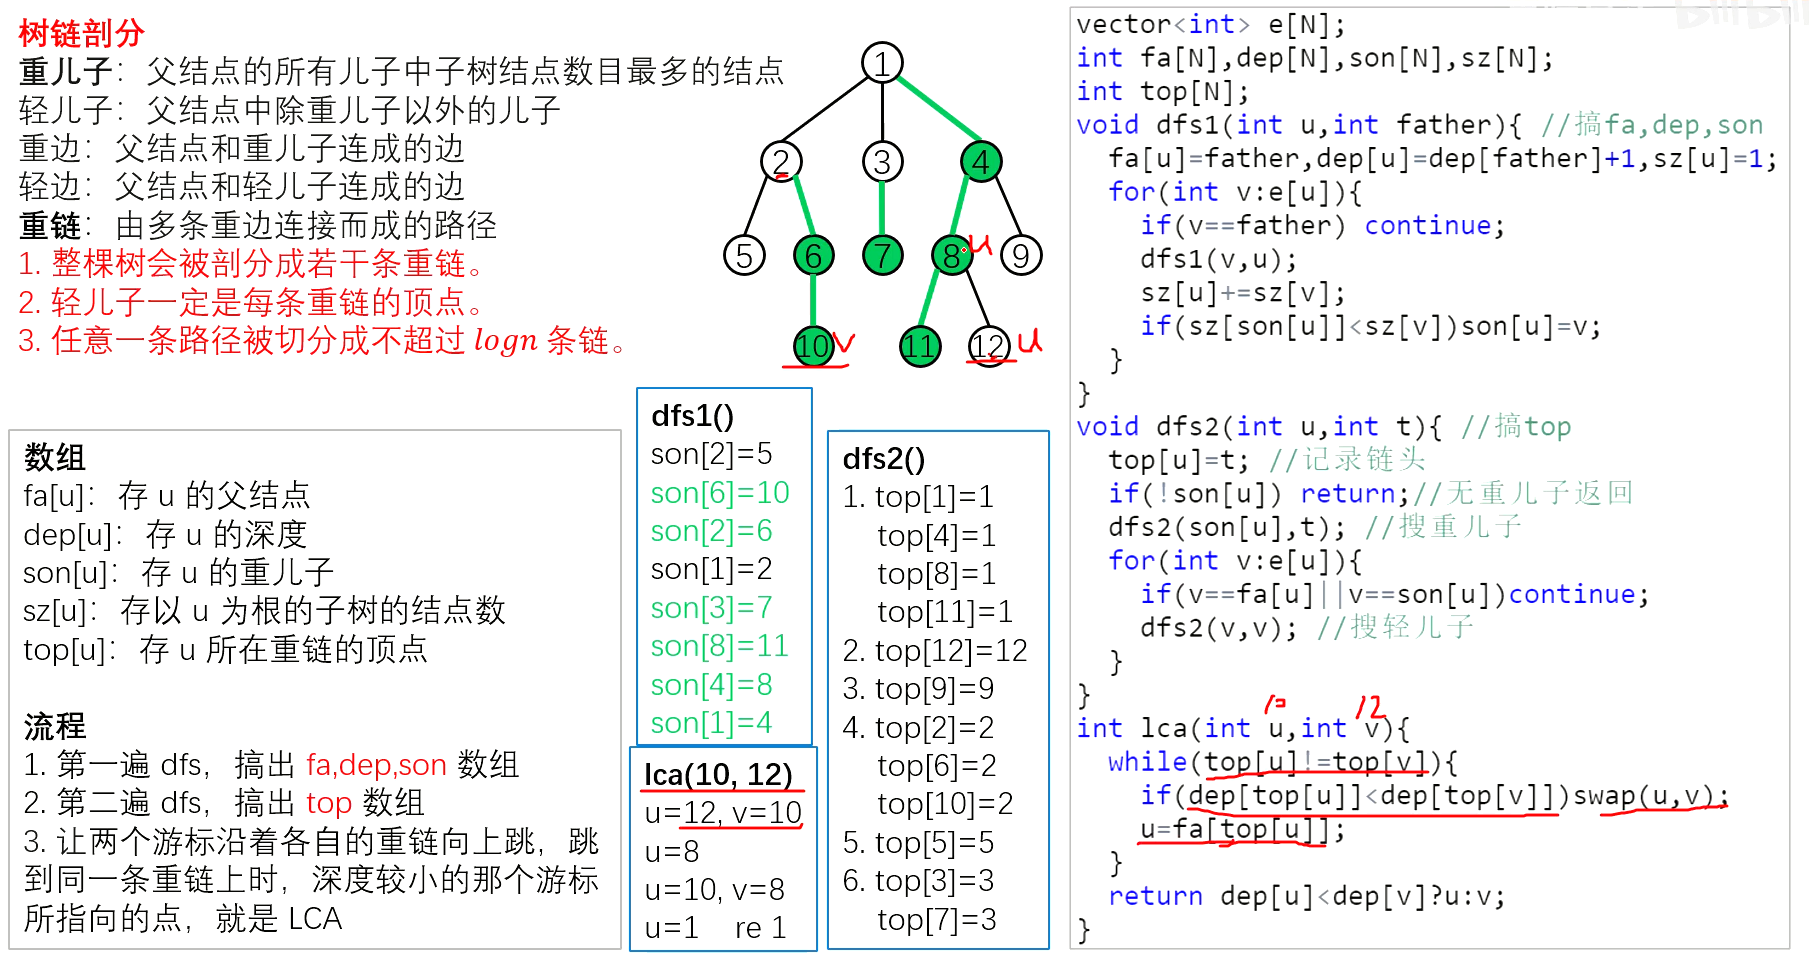 树链剖分
重儿子：父结点的所有儿子中子树结点数目最多的结点
轻儿子：父结点中除重儿子以外的儿子
重边：父结点和重儿子连成的边
轻边：父结点和轻儿子连成的边
重链：由多条重边连接而成的路径
1. 整棵树会被剖分成若干条重链。
2. 轻儿子一定是每条重链的顶点。
3. 任意一条路径被切分成不超过 logn 条链。
1
2 3 4
5 6 7 8 u 9
10 v 11 12 u
数组
fa[u]：存 u 的父结点
dep[u]：存 u 的深度
son[u]：存 u 的重儿子
sz[u]：存以 u 为根的子树的结点数
top[u]：存 u 所在重链的顶点
流程
1. 第一遍 dfs，搞出 fa,dep,son 数组
2. 第二遍 dfs，搞出 top 数组
3. 让两个游标沿着各自的重链向上跳，跳
到同一条重链上时，深度较小的那个游标
所指向的点，就是 LCA
dfs1()
son[2]=5
son[6]=10
son[2]=6
son[1]=2
son[3]=7
son[8]=11
son[4]=8
son[1]=4
lca(10, 12)
u=12, v=10
u=8
u=10, v=8
u=1 re 1
dfs2()
1. top[1]=1
top[4]=1
top[8]=1
top[11]=1
2. top[12]=12
3. top[9]=9
4. top[2]=2
top[6]=2
top[10]=2
5. top[5]=5
6. top[3]=3
top[7]=3
bilibili
vector<int> e[N];
int fa[N],dep[N],son[N],sz[N];
int top[N];
void dfs1(int u,int father){ //搞fa,dep,son
  fa[u]=father,dep[u]=dep[father]+1,sz[u]=1;
  for(int v:e[u]){
    if(v==father) continue;
    dfs1(v,u);
    sz[u]+=sz[v];
    if(sz[son[u]]<sz[v])son[u]=v;
  }
}
void dfs2(int u,int t){ //搞top
  top[u]=t; //记录链头
  if(!son[u]) return;//无重儿子返回
  dfs2(son[u],t); //搜重儿子
  for(int v:e[u]){
    if(v==fa[u]||v==son[u])continue;
    dfs2(v,v); //搜轻儿子
  }
}
10 12
int lca(int u,int v){
  while(top[u]!=top[v]){
    if(dep[top[u]]<dep[top[v]])swap(u,v);
    u=fa[top[u]];
  }
  return dep[u]<dep[v]?u:v;
}